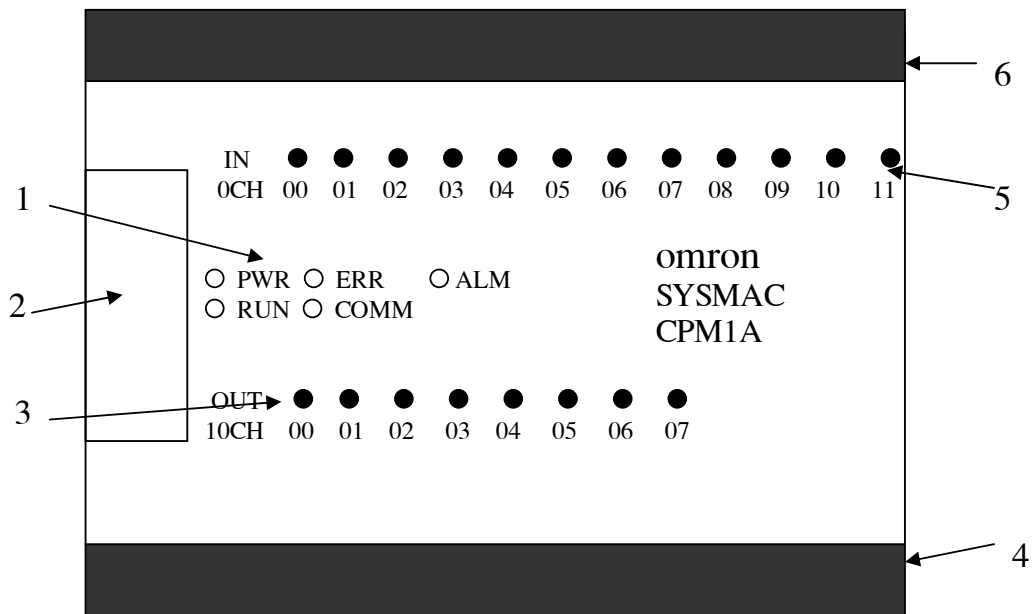 6
IN
0CH 00 01 02 03 04 05 06 07 08 09 10 11
1
5
PWR ERR ALM
omron
2
RUN COMM
SYSMAC
CPM1A
3
OUT
10CH 00 01 02 03 04 05 06 07
4